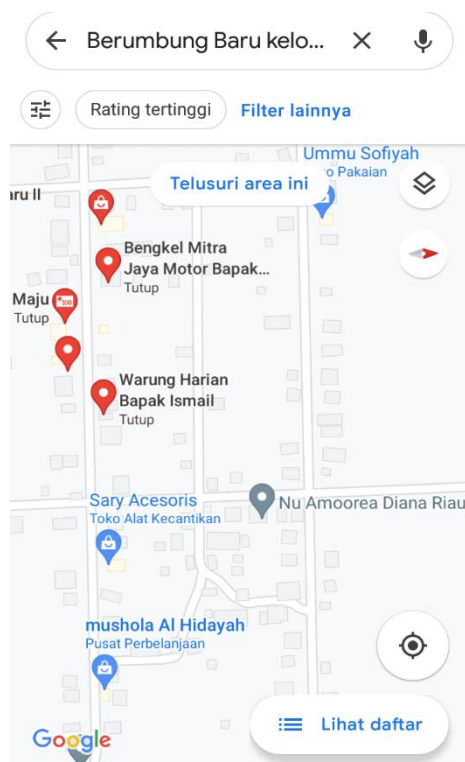 Berumbung Baru kelo...
Rating tertinggi
Filter lainnya
Ummu Sofiyah
o Pakaian
Telusuri area ini
aru II
Bengkel Mitra
Jaya Motor Bapak...
Tutup
Maju
Tutup
Warung Harian
Bapak Ismail
Tutup
Sary Acesoris
Toko Alat Kecantikan
Nu Amoorea Diana Riau
mushola Al Hidayah
Pusat Perbelanjaan
Google
Lihat daftar